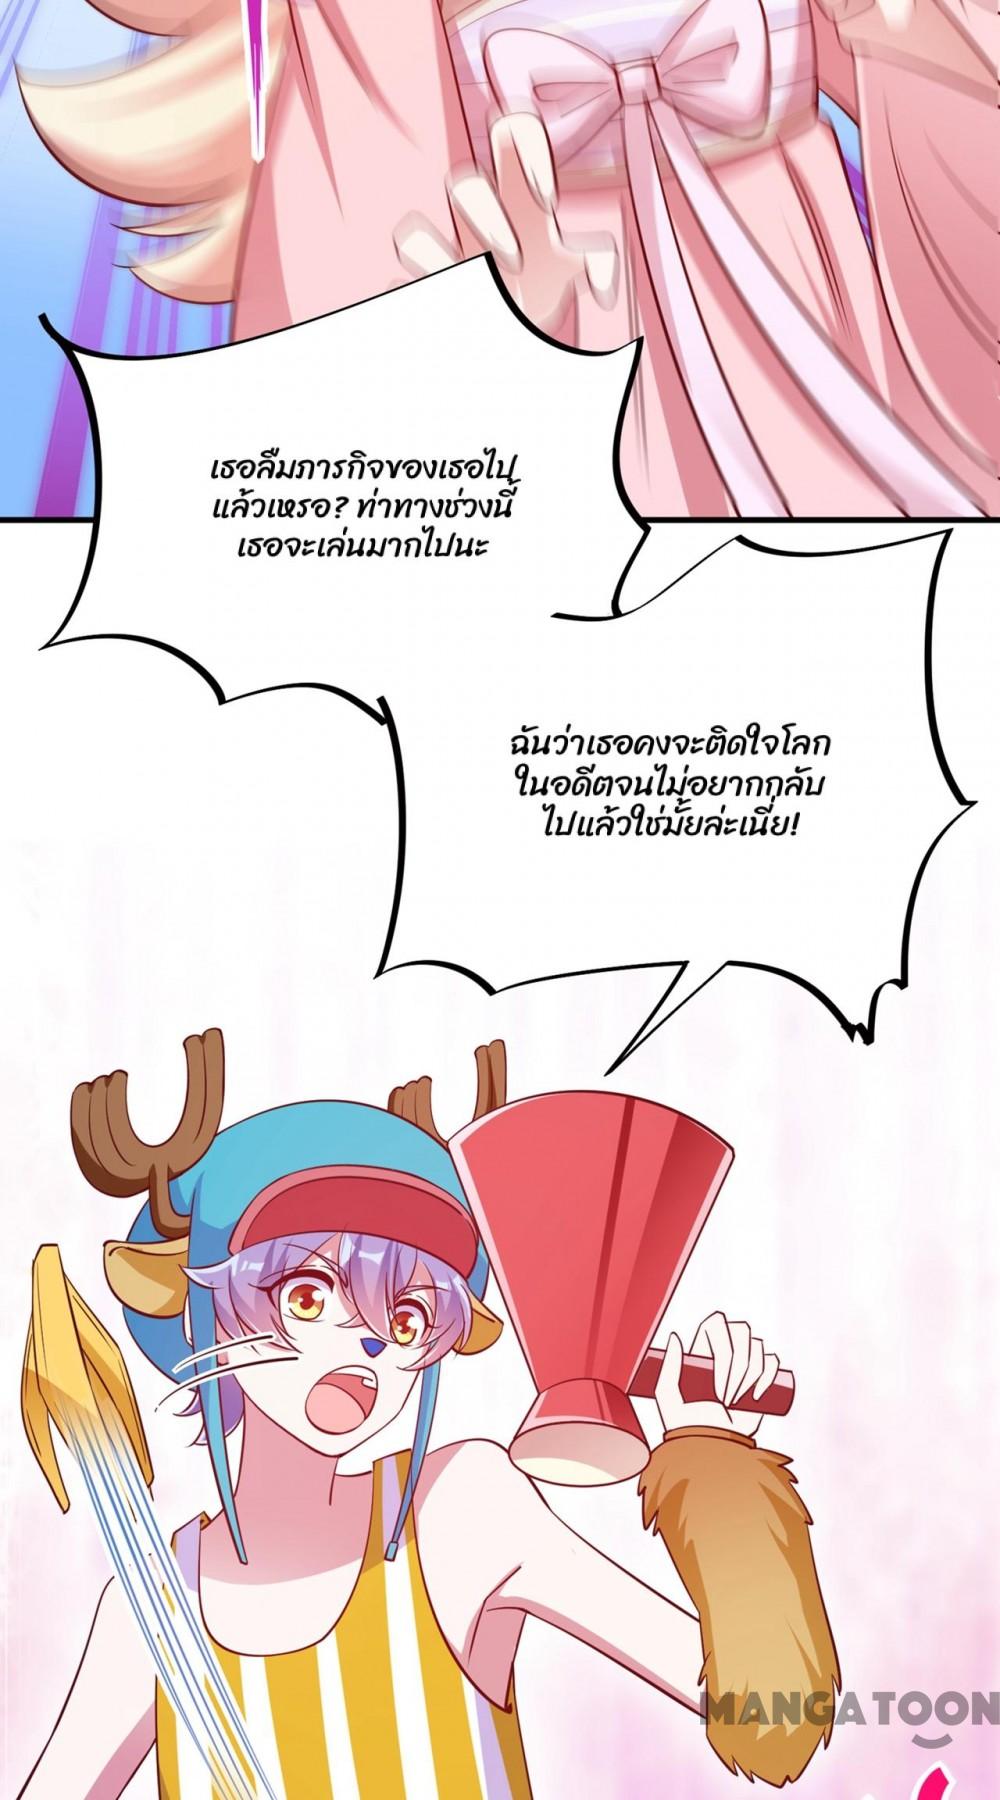 เธอลืมภารกิจของเธอไป
แล้วเหรอ? ท่าทางช่วงนี้
เธอจะเล่นมากไปนะ
ฉันว่าเธอคงจะติดใจโลก
ในอดีตจนไม่อยากกลับ
ไปแล้วใช่มั้ยล่ะเนี่ย!
MANGATOON